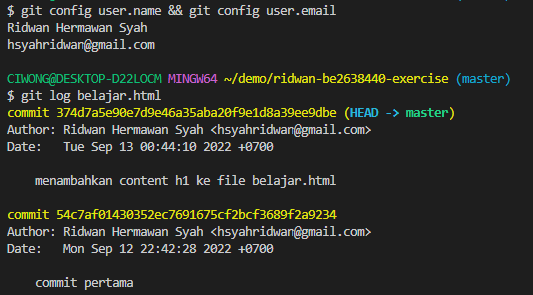 $ git config user.name && git config user.email
Ridwan Hermawan Syah
hsyahridwan@gmail.com
CIWONG@DESKTOP-D22LOCM MINGW64 ~/demo/ridwan-be2638440-exercise (master)
$ git log belajar.html
commit 374d7a5e90e7d9e46a35aba20f9e1d8a39ee9dbe (HEAD -> master)
Author: Ridwan Hermawan Syah <hsyahridwan@gmail.com>
Date:   Tue Sep 13 00:44:10 2022 +0700
menambahkan content h1 ke file belajar.html
commit 54c7af01430352ec7691675cf2bcf3689f2a9234
Author: Ridwan Hermawan Syah <hsyahridwan@gmail.com>
Date:   Mon Sep 12 22:42:28 2022 +0700
commit pertama